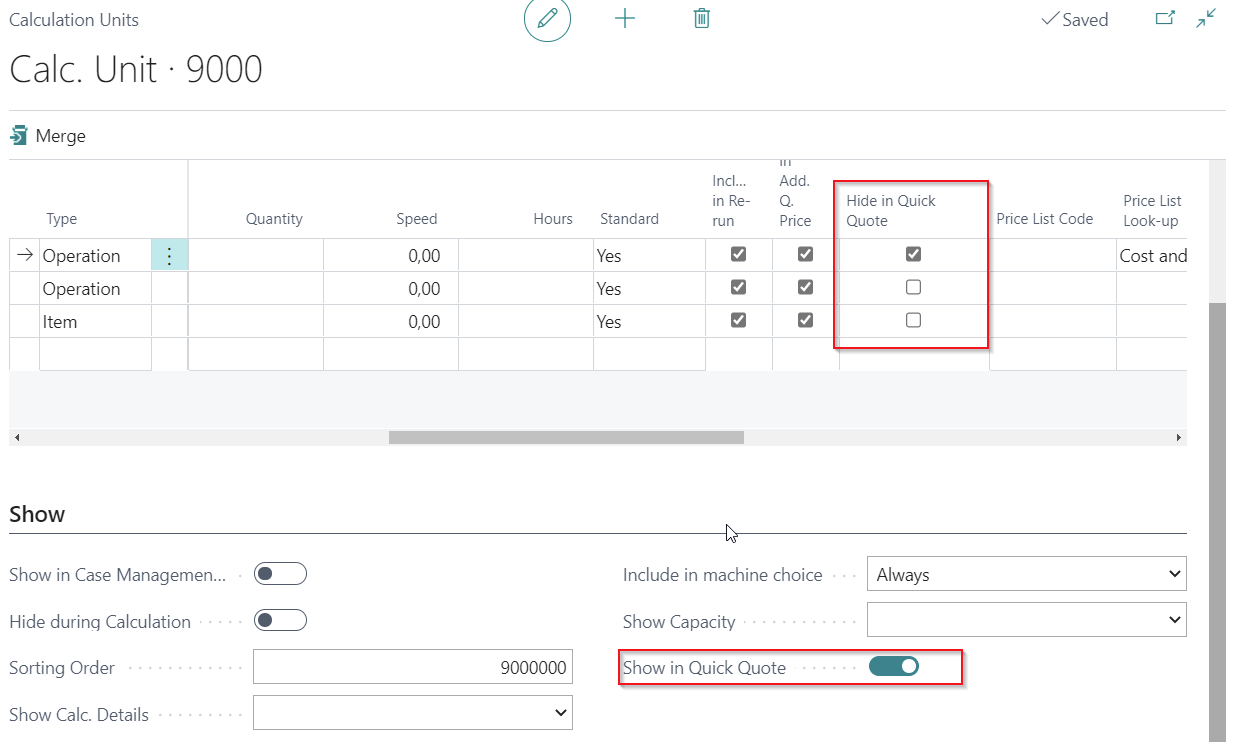 Calculation Units
Saved
Calc. Unit · 9000
Merge
Type
Quantity
Speed
Hours
Standard
Incl...
in Re-
run
In
Add.
Q.
Price
Hide in Quick
Quote
Price List Code
Price List
Look-up
Operation 0,00 Yes Cost and
Operation 0,00 Yes
Item 0,00 Yes
Show
Show in Case Managemen...
Include in machine choice Always
Hide during Calculation
Show Capacity
Sorting Order 9000000
Show in Quick Quote
Show Calc. Details